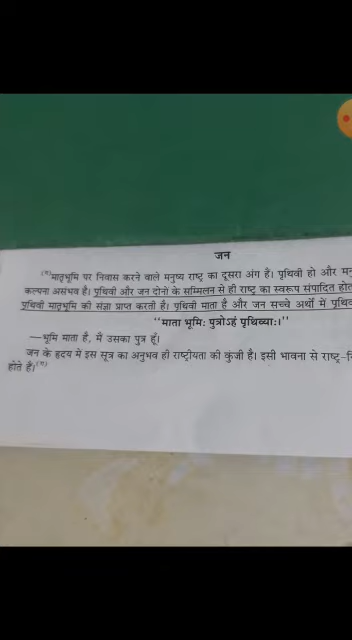 जन
(ग)मातृभूमि पर निवास करने वाले मनुष्य राष्ट्र का दूसरा अंग हैं। पृथिवी हो और
कल्पना असंभव है। पृथिवी और जन दोनों के सम्मिलन से ही राष्ट्र का स्वरूप संपादित
पृथिवी मातृभूमि की संज्ञा प्राप्त करती है। पृथिवी माता है और जन सच्चे अर्थों में
"माता भूमिः पुत्रोऽहं पृथिव्याः।"
—भूमि माता है, मैं उसका पुत्र हूँ।
जन के हृदय में इस सूत्र का अनुभव ही राष्ट्रीयता की कुंजी है। इसी भावना से
होते हैं।(ग)